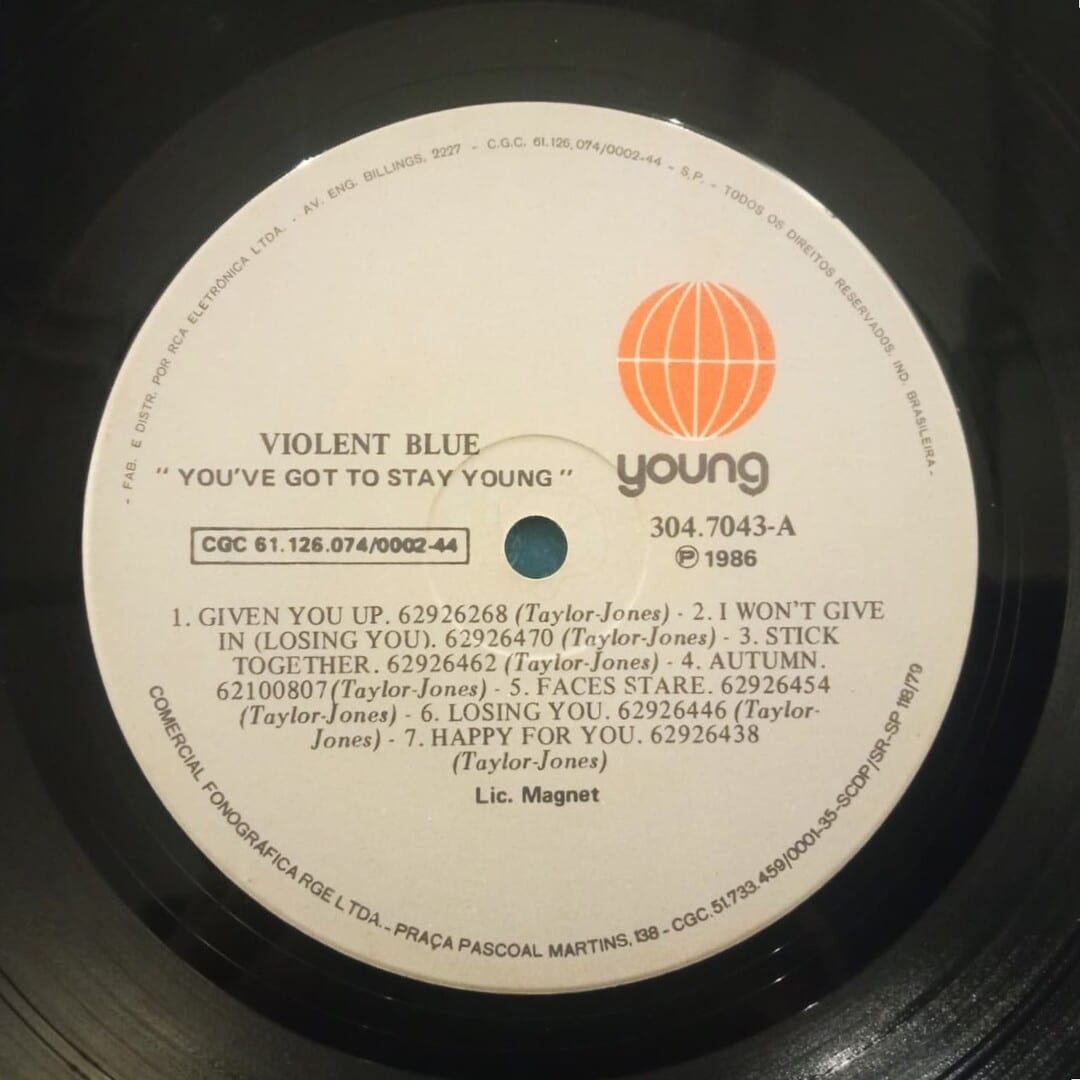 - FAB. E DISTR. POR RCA ELETRÔNICA LTDA. - AV. ENG. BILLINGS, 2227 - C.G.C. 61.126.074/0002-44 - S.P. - TODOS OS DIREITOS RESERVADOS. IND. BRASILEIRA -
young
VIOLENT BLUE
" YOU'VE GOT TO STAY YOUNG "
CGC 61.126.074/0002-44
304.7043-A
Ⓟ 1986
1. GIVEN YOU UP. 62926268 (Taylor-Jones) - 2. I WON'T GIVE
IN (LOSING YOU). 62926470 (Taylor-Jones) - 3. STICK
TOGETHER. 62926462 (Taylor-Jones) - 4. AUTUMN.
62100807 (Taylor-Jones) - 5. FACES STARE. 62926454
(Taylor-Jones) - 6. LOSING YOU. 62926446 (Taylor-
Jones) - 7. HAPPY FOR YOU. 62926438
(Taylor-Jones)
Lic. Magnet
COMERCIAL FONOGRÁFICA RGE LTDA. - PRAÇA PASCOAL MARTINS, 138 - CGC. 51.733.459/0001-35-SCDP/SR-SP 118/79